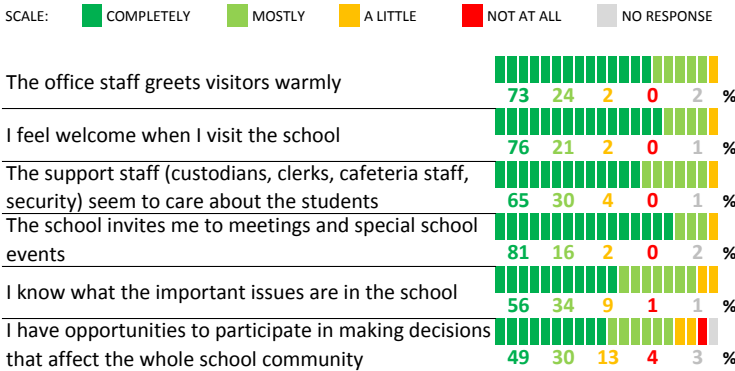 SCALE: COMPLETELY MOSTLY A LITTLE NOT AT ALL NO RESPONSE
The office staff greets visitors warmly
73 24 2 0 2 %
I feel welcome when I visit the school
76 21 2 0 1 %
The support staff (custodians, clerks, cafeteria staff,
security) seem to care about the students
65 30 4 0 1 %
The school invites me to meetings and special school
events
81 16 2 0 2 %
I know what the important issues are in the school
56 34 9 1 1 %
I have opportunities to participate in making decisions
that affect the whole school community
49 30 13 4 3 %